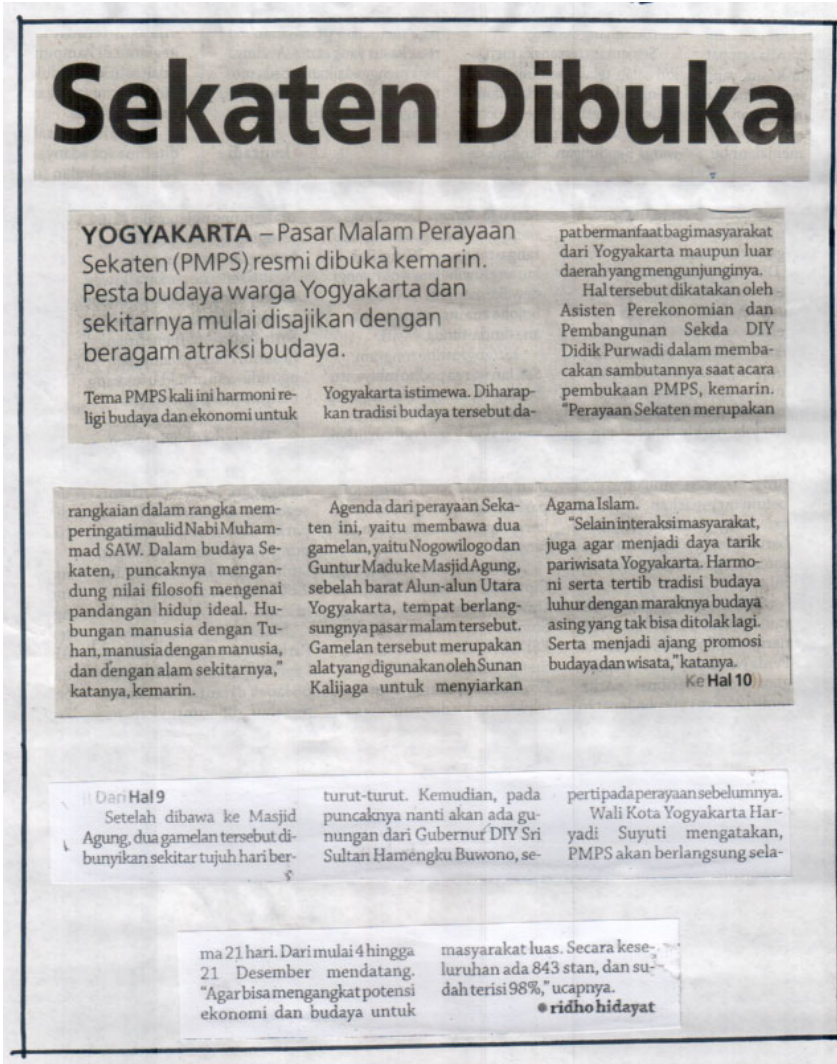 Sekaten Dibuka
YOGYAKARTA – Pasar Malam Perayaan
Sekaten (PMPS) resmi dibuka kemarin.
Pesta budaya warga Yogyakarta dan
sekitarnya mulai disajikan dengan
beragam atraksi budaya.
Tema PMPS kali ini harmoni re-
ligi budaya dan ekonomi untuk
Yogyakarta istimewa. Diharap-
kan tradisi budaya tersebut da-
pat bermanfaat bagi masyarakat
dari Yogyakarta maupun luar
daerah yang mengunjunginya.
Hal tersebut dikatakan oleh
Asisten Perekonomian dan
Pembangunan Sekda DIY
Didik Purwadi dalam memba-
cakan sambutannya saat acara
pembukaan PMPS, kemarin.
"Perayaan Sekaten merupakan
rangkaian dalam rangka mem-
peringati maulid Nabi Muham-
mad SAW. Dalam budaya Se-
katen, puncaknya mengan-
dung nilai filosofi mengenai
pandangan hidup ideal. Hu-
bungan manusia dengan Tu-
han, manusia dengan manusia,
dan dengan alam sekitarnya,"
katanya, kemarin.
Agenda dari perayaan Seka-
ten ini, yaitu membawa dua
gamelan, yaitu Nogowilogo dan
Guntur Madu ke Masjid Agung,
sebelah barat Alun-alun Utara
Yogyakarta, tempat berlang-
sungnya pasar malam tersebut.
Gamelan tersebut merupakan
alat yang digunakan oleh Sunan
Kalijaga untuk menyiarkan
Agama Islam.
"Selain interaksi masyarakat,
juga agar menjadi daya tarik
pariwisata Yogyakarta. Harmo-
ni serta tertib tradisi budaya
luhur dengan maraknya budaya
asing yang tak bisa ditolak lagi.
Serta menjadi ajang promosi
budaya dan wisata," katanya.
Ke Hal 10
Dari Hal 9
Setelah dibawa ke Masjid
Agung, dua gamelan tersebut di-
bunyikan sekitar tujuh hari ber-
turut-turut. Kemudian, pada
puncaknya nanti akan ada gu-
nungan dari Gubernur DIY Sri
Sultan Hamengku Buwono, se-
perti pada perayaan sebelumnya.
Wali Kota Yogyakarta Har-
yadi Suyuti mengatakan,
PMPS akan berlangsung sela-
ma 21 hari. Dari mulai 4 hingga
21 Desember mendatang.
"Agar bisa mengangkat potensi
ekonomi dan budaya untuk
masyarakat luas. Secara kese-
luruhan ada 843 stan, dan su-
dah terisi 98%," ucapnya.
● ridho hidayat